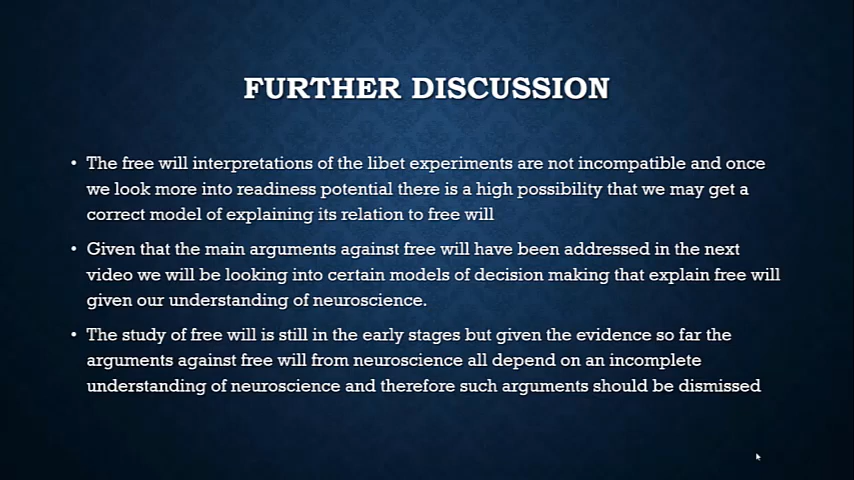 FURTHER DISCUSSION
• The free will interpretations of the libet experiments are not incompatible and once
we look more into readiness potential there is a high possibility that we may get a
correct model of explaining its relation to free will
• Given that the main arguments against free will have been addressed in the next
video we will be looking into certain models of decision making that explain free will
given our understanding of neuroscience.
• The study of free will is still in the early stages but given the evidence so far the
arguments against free will from neuroscience all depend on an incomplete
understanding of neuroscience and therefore such arguments should be dismissed